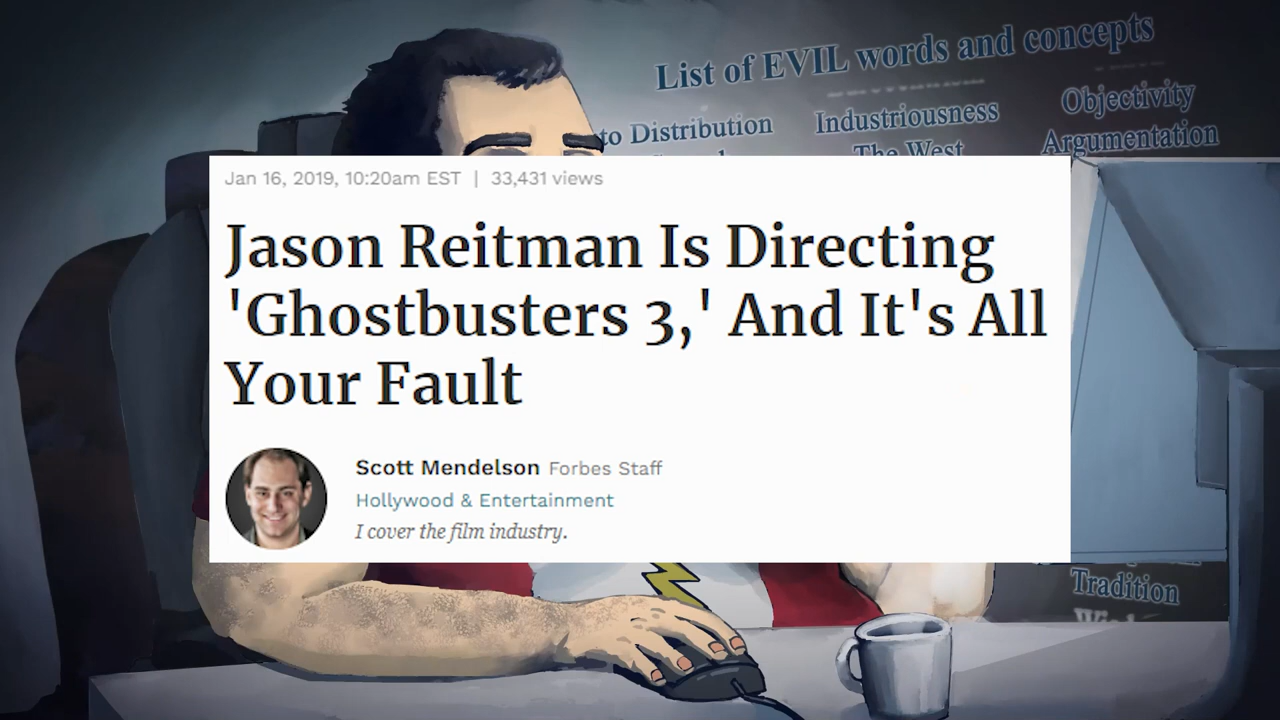 List of EVIL words and concepts
to Distribution
Industriousness
Objectivity
The West
Argumentation
Jan 16, 2019, 10:20am EST | 33,431 views
Jason Reitman Is Directing
'Ghostbusters 3,' And It's All
Your Fault
Scott Mendelson Forbes Staff
Hollywood & Entertainment
I cover the film industry.
Tradition